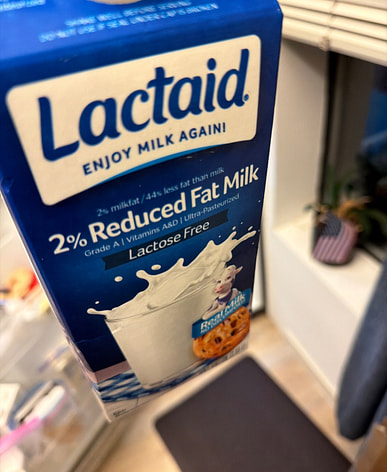 Lactaid
ENJOY MILK AGAIN!
2% milkfat/44% less fat than milk
2% Reduced Fat Milk
Grade A | Vitamins A&D | Ultra-Pasteurized
Lactose Free
Real Milk